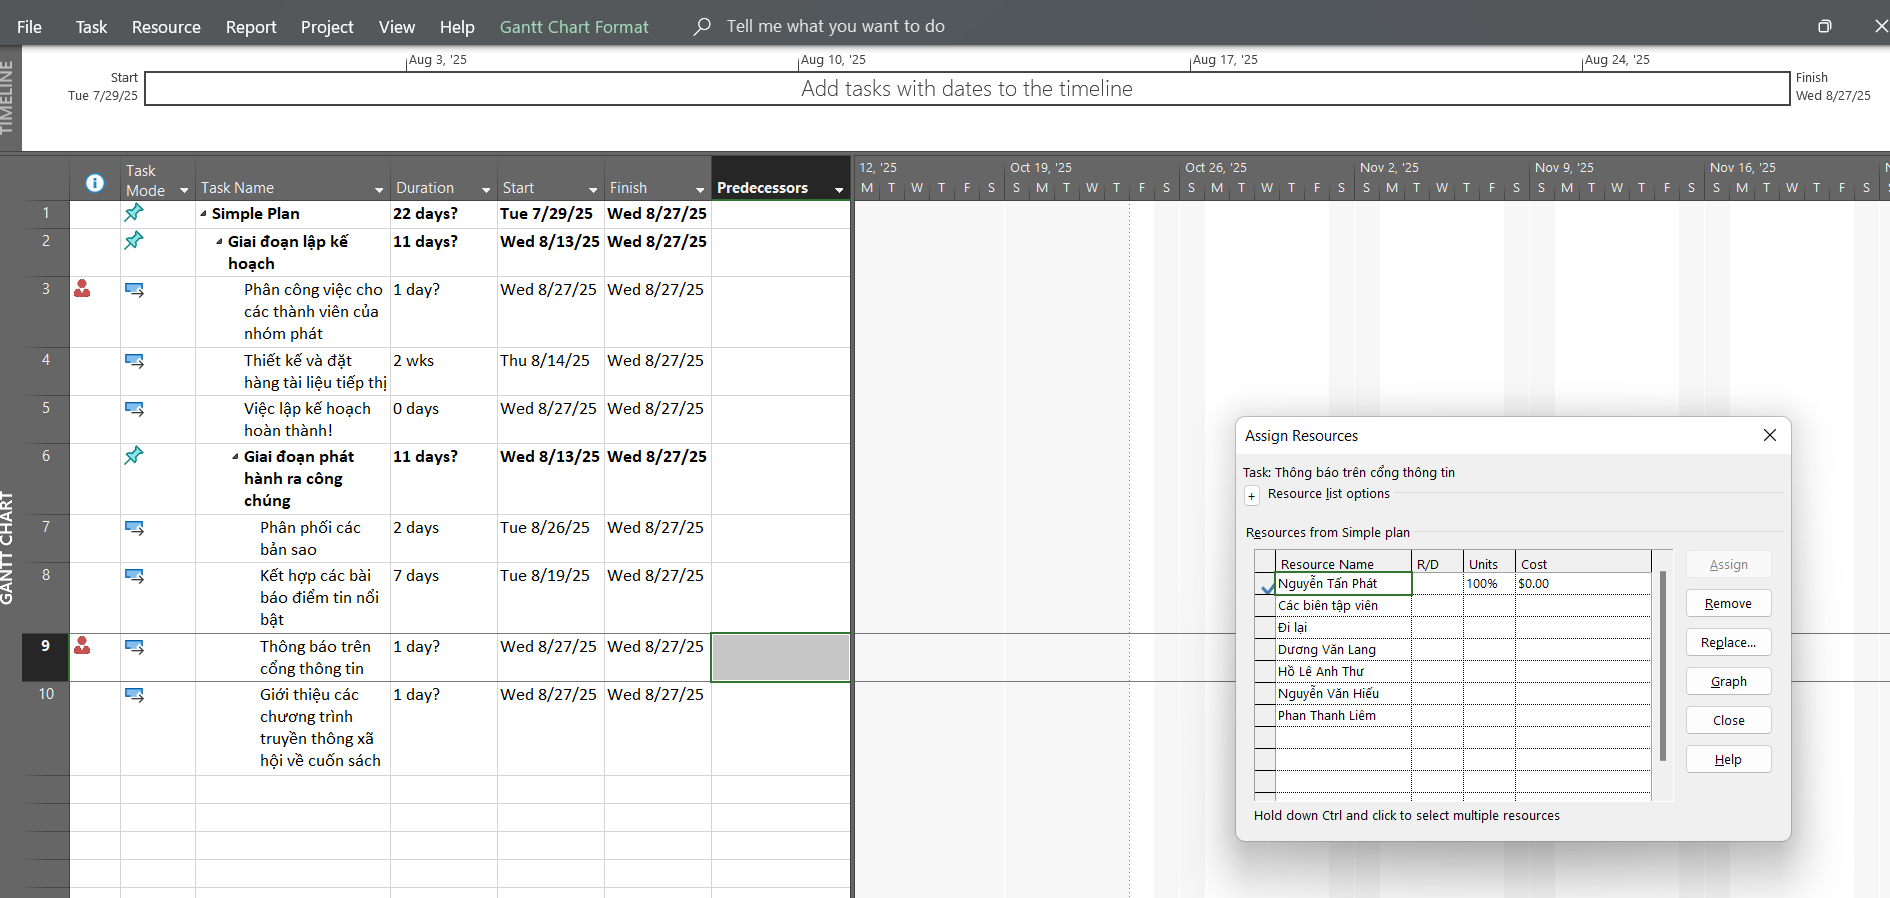 File Task Resource Report Project View Help Gantt Chart Format Tell me what you want to do
TIMELINE
Aug 3, '25 Aug 10, '25 Aug 17, '25 Aug 24, '25
Start
Tue 7/29/25
Add tasks with dates to the timeline
Finish
Wed 8/27/25
GANTT CHART
Task Mode Task Name Duration Start Finish Predecessors
12, '25 Oct 19, '25 Oct 26, '25 Nov 2, '25 Nov 9, '25 Nov 16, '25 N
M T W T F S S M T W T F S S M T W T F S S M T W T F S S M T W T F S S M T W T F S S
1 Simple Plan 22 days? Tue 7/29/25 Wed 8/27/25
2 Giai đoạn lập kế 11 days? Wed 8/13/25 Wed 8/27/25
hoạch
3 Phân công việc cho 1 day? Wed 8/27/25 Wed 8/27/25
các thành viên của
nhóm phát
4 Thiết kế và đặt 2 wks Thu 8/14/25 Wed 8/27/25
hàng tài liệu tiếp thị
5 Việc lập kế hoạch 0 days Wed 8/27/25 Wed 8/27/25
hoàn thành!
6 Giai đoạn phát 11 days? Wed 8/13/25 Wed 8/27/25
hành ra công
chúng
7 Phân phối các 2 days Tue 8/26/25 Wed 8/27/25
bản sao
8 Kết hợp các bài 7 days Tue 8/19/25 Wed 8/27/25
báo điểm tin nổi
bật
9 Thông báo trên 1 day? Wed 8/27/25 Wed 8/27/25
cổng thông tin
10 Giới thiệu các 1 day? Wed 8/27/25 Wed 8/27/25
chương trình
truyền thông xã
hội về cuốn sách
Assign Resources
Task: Thông báo trên cổng thông tin
+ Resource list options
Resources from Simple plan
Resource Name R/D Units Cost
Nguyễn Tấn Phát 100% $0.00
Các biên tập viên
Đi lại
Dương Văn Lang
Hồ Lê Anh Thư
Nguyễn Văn Hiếu
Phan Thanh Liêm
Assign
Remove
Replace...
Graph
Close
Help
Hold down Ctrl and click to select multiple resources